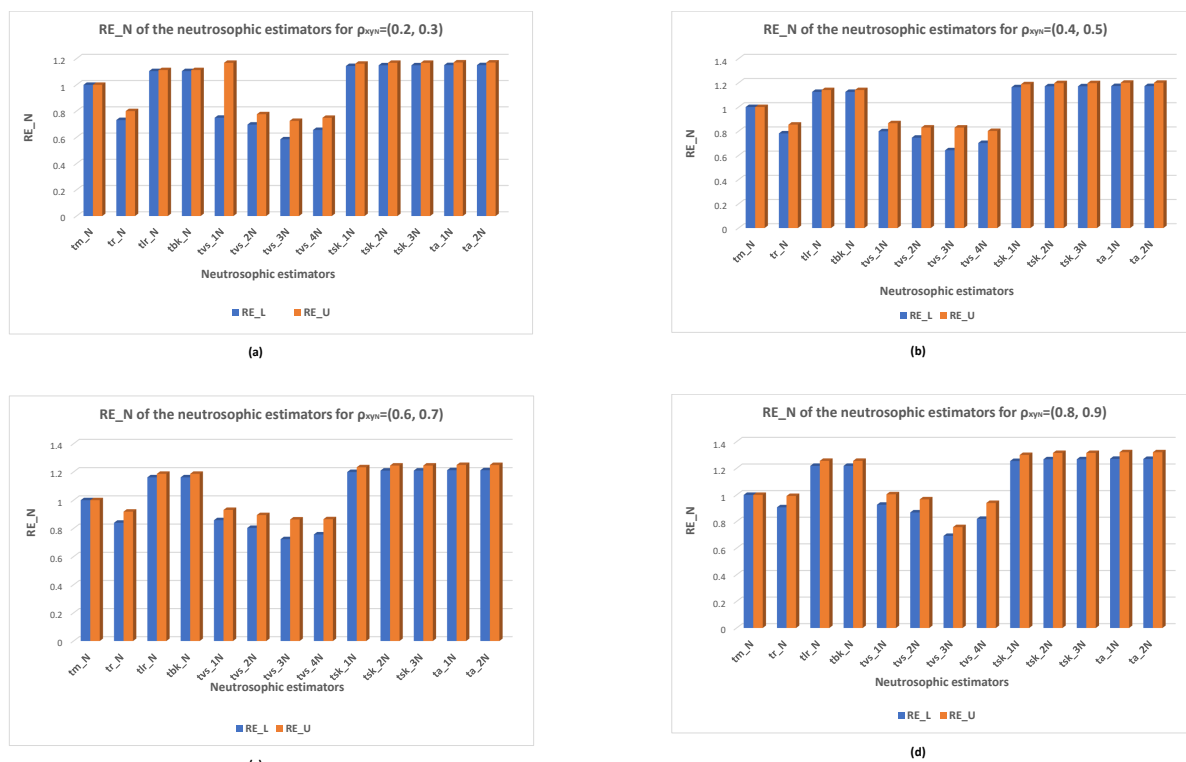 RE_N of the neutrosophic estimators for ρxyN=(0.2, 0.3)
RE_N
1.2
1
0.8
0.6
0.4
0.2
0
tm_N
tr_N
tlr_N
tbk_N
tvs_1N
tvs_2N
tvs_3N
tvs_4N
tsk_1N
tsk_2N
tsk_3N
ta_1N
ta_2N
Neutrosophic estimators
RE_L RE_U
(a)
RE_N of the neutrosophic estimators for ρxyN=(0.4, 0.5)
RE_N
1.4
1.2
1
0.8
0.6
0.4
0.2
0
tm_N
tr_N
tlr_N
tbk_N
tvs_1N
tvs_2N
tvs_3N
tvs_4N
tsk_1N
tsk_2N
tsk_3N
ta_1N
ta_2N
Neutrosophic estimators
RE_L RE_U
(b)
RE_N of the neutrosophic estimators for ρxyN=(0.6, 0.7)
RE_N
1.4
1.2
1
0.8
0.6
0.4
0.2
0
tm_N
tr_N
tlr_N
tbk_N
tvs_1N
tvs_2N
tvs_3N
tvs_4N
tsk_1N
tsk_2N
tsk_3N
ta_1N
ta_2N
Neutrosophic estimators
RE_L RE_U
RE_N of the neutrosophic estimators for ρxyN=(0.8, 0.9)
RE_N
1.4
1.2
1
0.8
0.6
0.4
0.2
0
tm_N
tr_N
tlr_N
tbk_N
tvs_1N
tvs_2N
tvs_3N
tvs_4N
tsk_1N
tsk_2N
tsk_3N
ta_1N
ta_2N
Neutrosophic estimators
RE_L RE_U
(d)